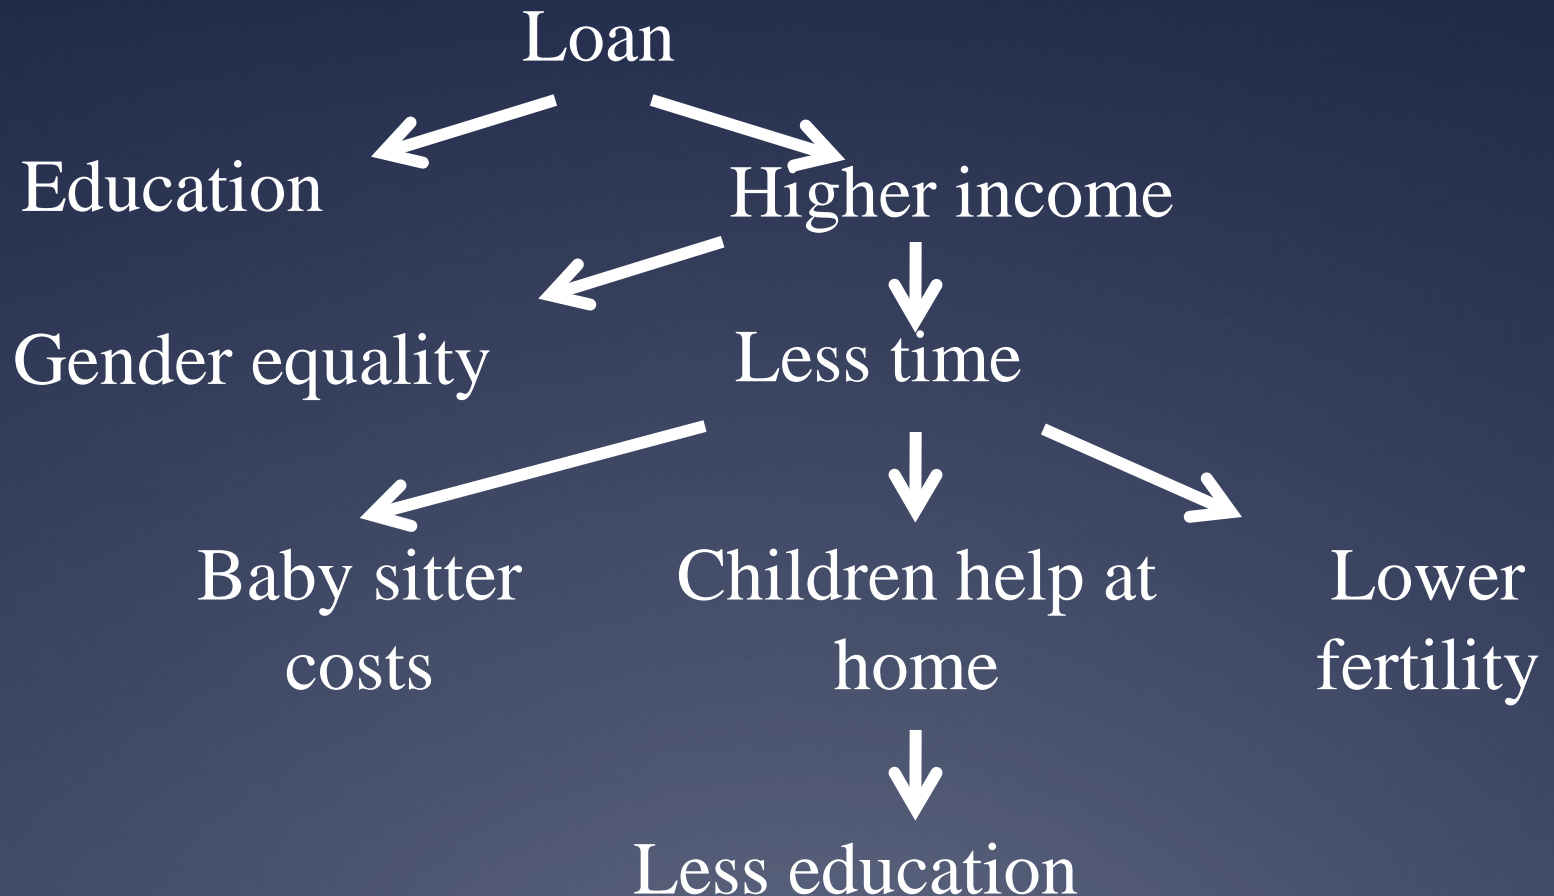 Loan
Education
Higher income
Gender equality
Less time
Baby sitter
costs
Children help at
home
Lower
fertility
Less education